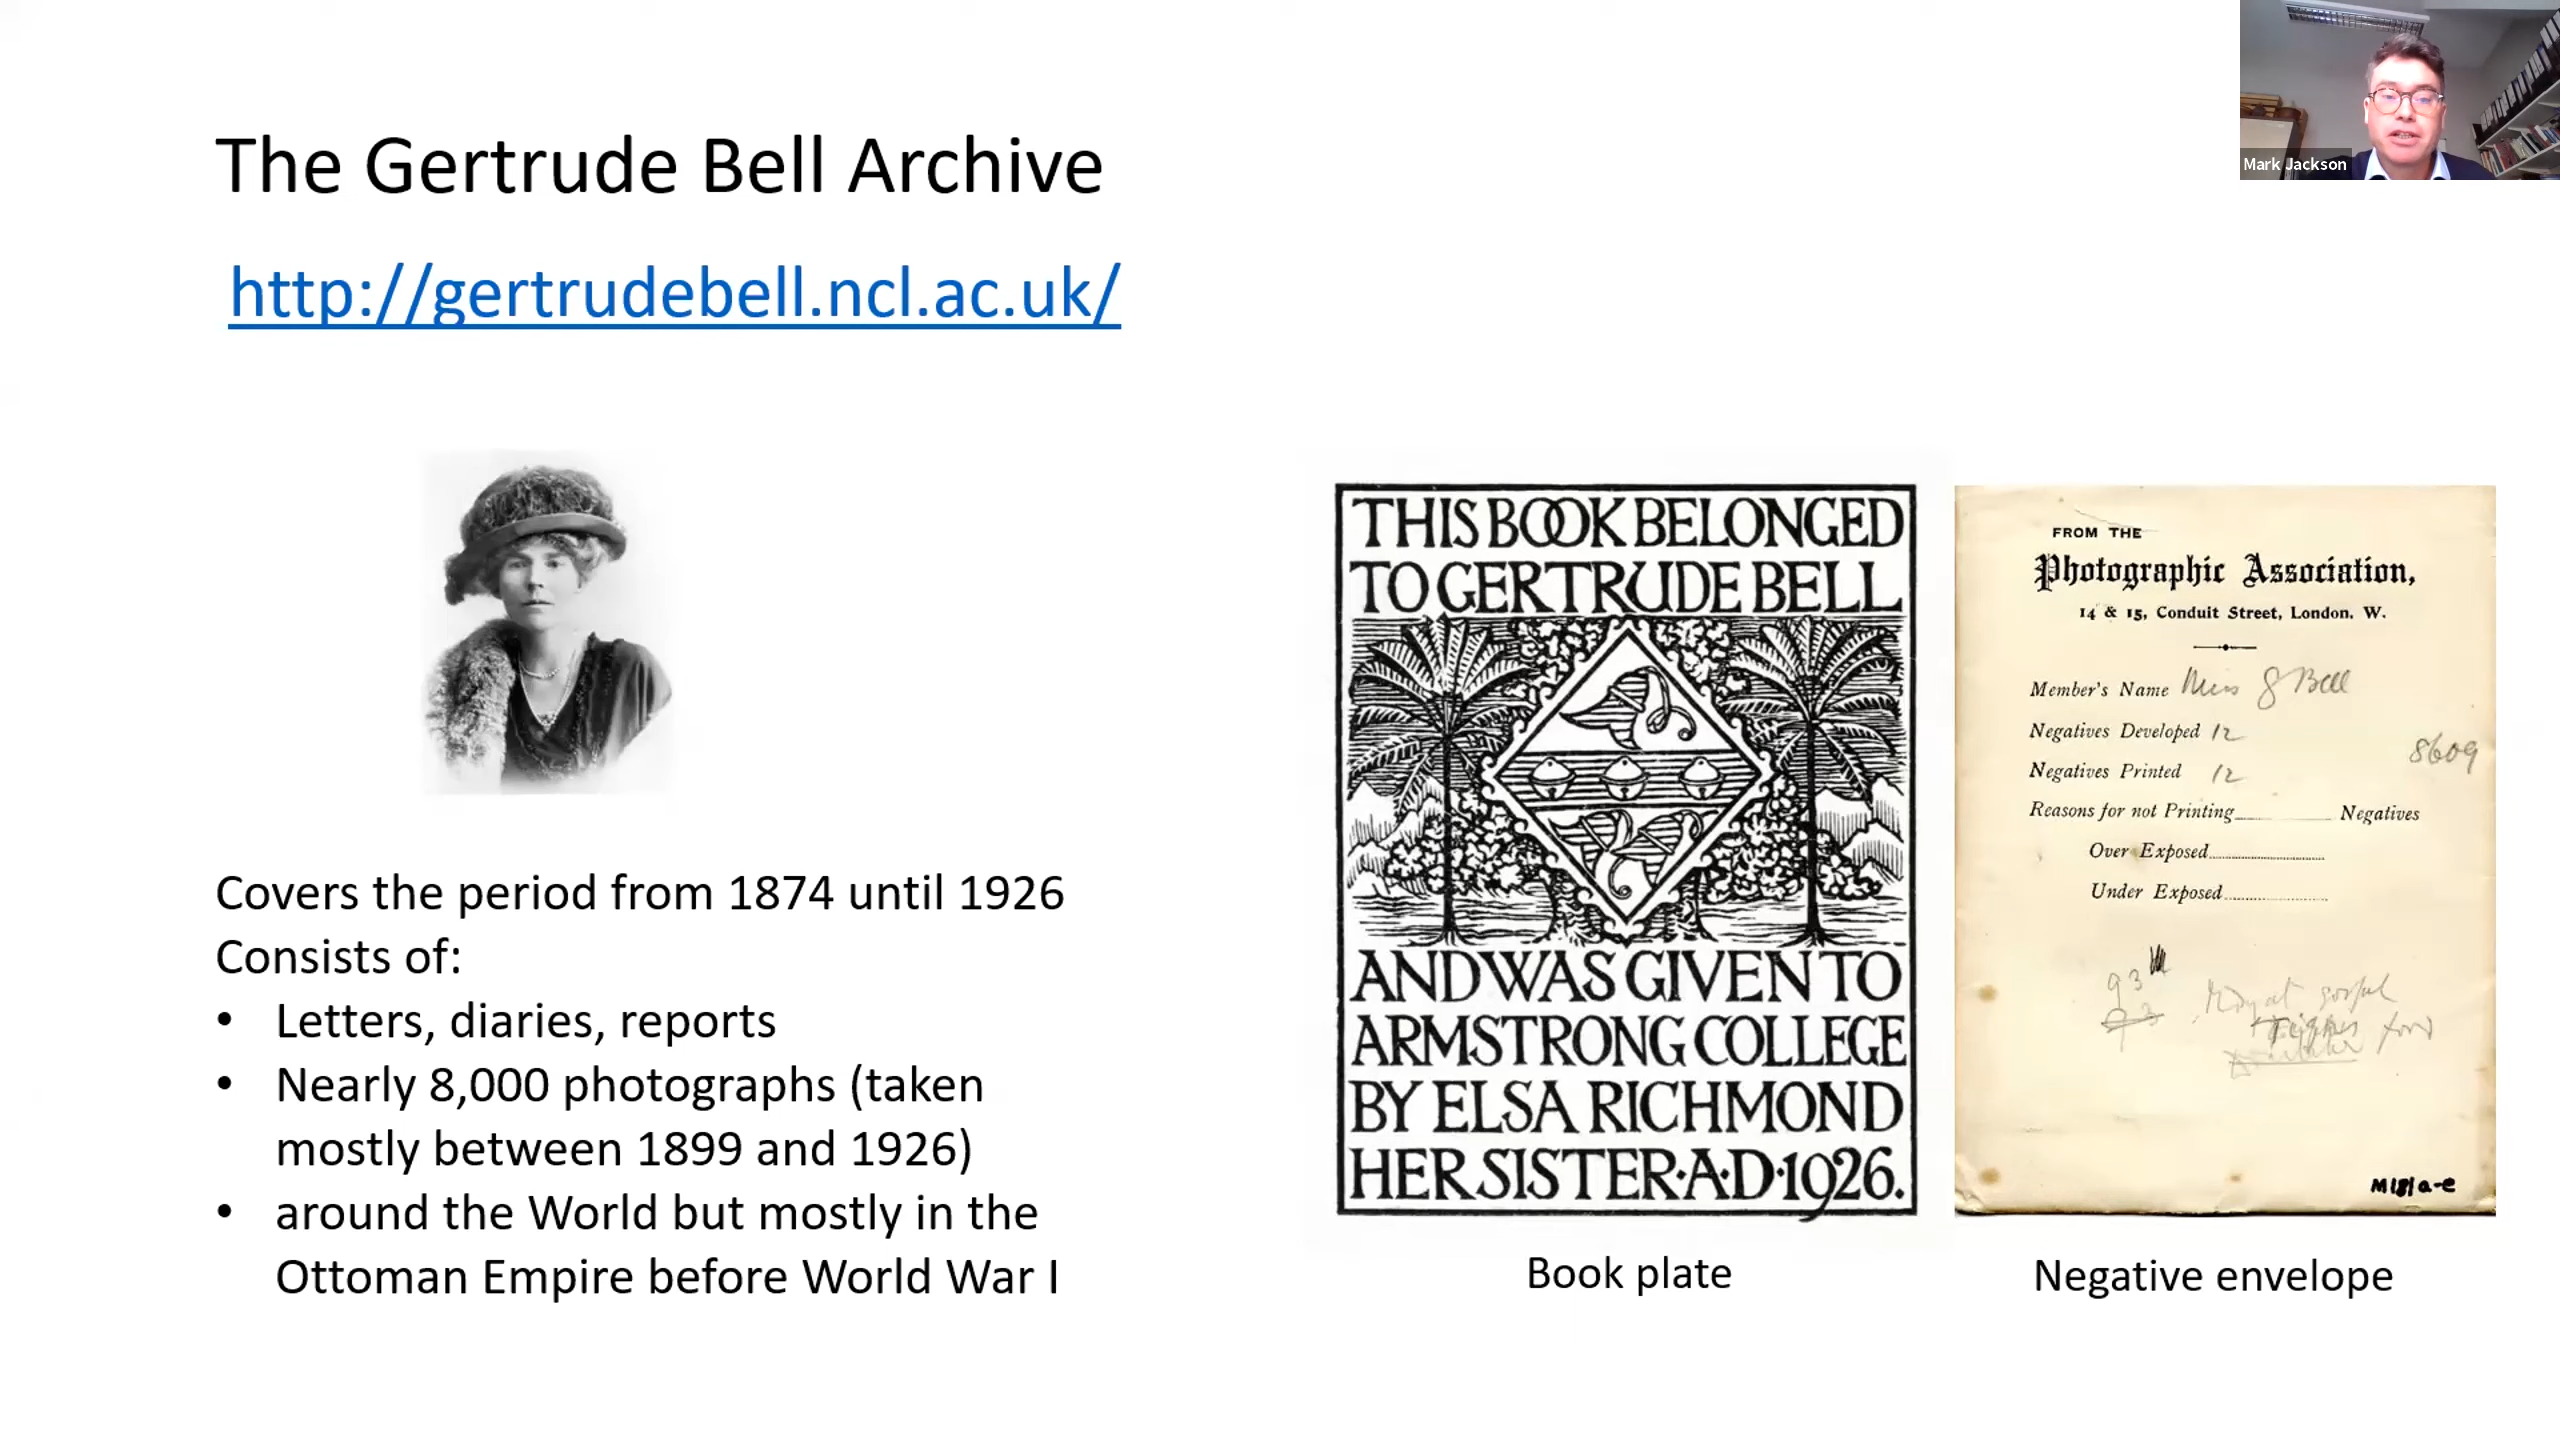 The Gertrude Bell Archive
http://gertrudebell.ncl.ac.uk/
Mark Jackson
Covers the period from 1874 until 1926
Consists of:
• Letters, diaries, reports
• Nearly 8,000 photographs (taken
mostly between 1899 and 1926)
• around the World but mostly in the
Ottoman Empire before World War I
THIS BOOK BELONGED
TO GERTRUDE BELL
AND WAS GIVEN TO
ARMSTRONG COLLEGE
BY ELSA RICHMOND
HER SISTER·A·D·1926.
Book plate
FROM THE
Photographic Association,
14 & 15, Conduit Street, London. W.
Member's Name Miss G Bell
Negatives Developed 12
8609
Negatives Printed 12
Reasons for not Printing Negatives
Over Exposed
Under Exposed
93
93
M181a-e
Negative envelope